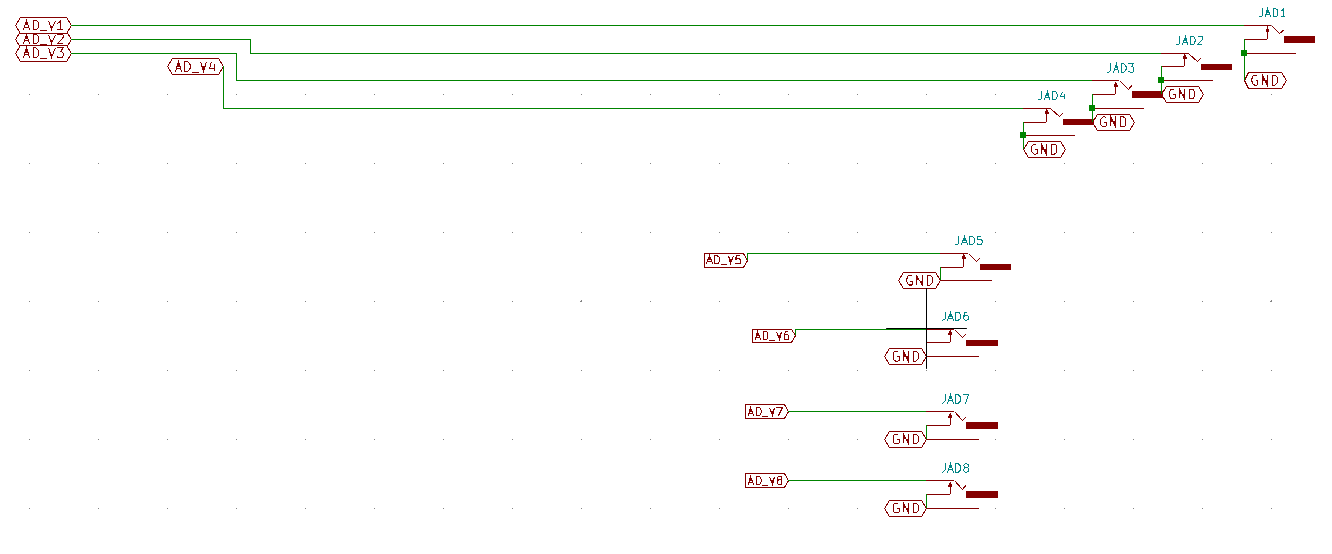 JAD1
AD_V1
AD_V2
JAD2
AD_V3
AD_V4
JAD3
GND
JAD4
GND
GND
GND
JAD5
AD_V5
GND
JAD6
AD_V6
GND
JAD7
AD_V7
GND
JAD8
AD_V8
GND